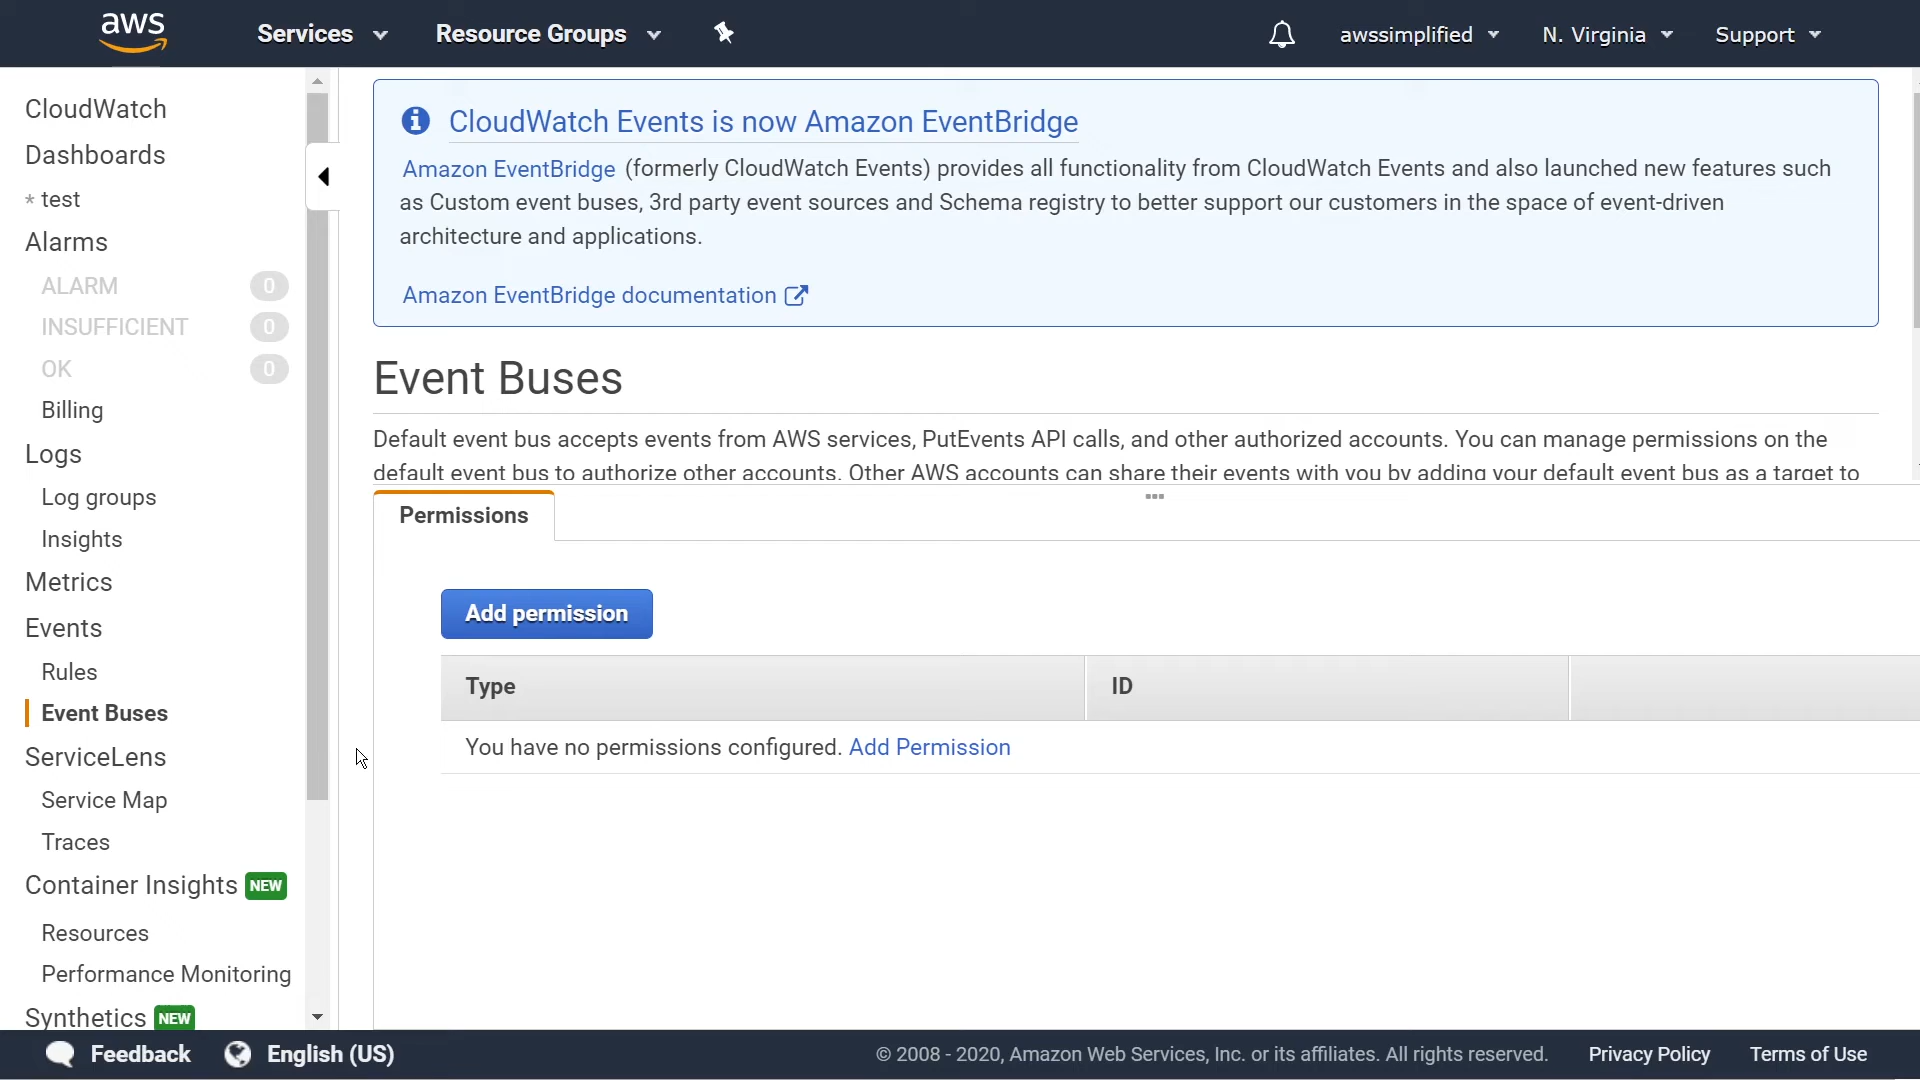 aws
Services
Resource Groups
awssimplified
N. Virginia
Support
CloudWatch
Dashboards
* test
Alarms
ALARM 0
INSUFFICIENT 0
OK 0
Billing
Logs
Log groups
Insights
Metrics
Events
Rules
Event Buses
ServiceLens
Service Map
Traces
Container Insights NEW
Resources
Performance Monitoring
Synthetics NEW
CloudWatch Events is now Amazon EventBridge
Amazon EventBridge (formerly CloudWatch Events) provides all functionality from CloudWatch Events and also launched new features such
as Custom event buses, 3rd party event sources and Schema registry to better support our customers in the space of event-driven
architecture and applications.
Amazon EventBridge documentation
Event Buses
Default event bus accepts events from AWS services, PutEvents API calls, and other authorized accounts. You can manage permissions on the
default event bus to authorize other accounts. Other AWS accounts can share their events with you by adding your default event bus as a target to
Permissions
Add permission
Type ID
You have no permissions configured. Add Permission
Feedback
English (US)
© 2008 - 2020, Amazon Web Services, Inc. or its affiliates. All rights reserved.
Privacy Policy
Terms of Use